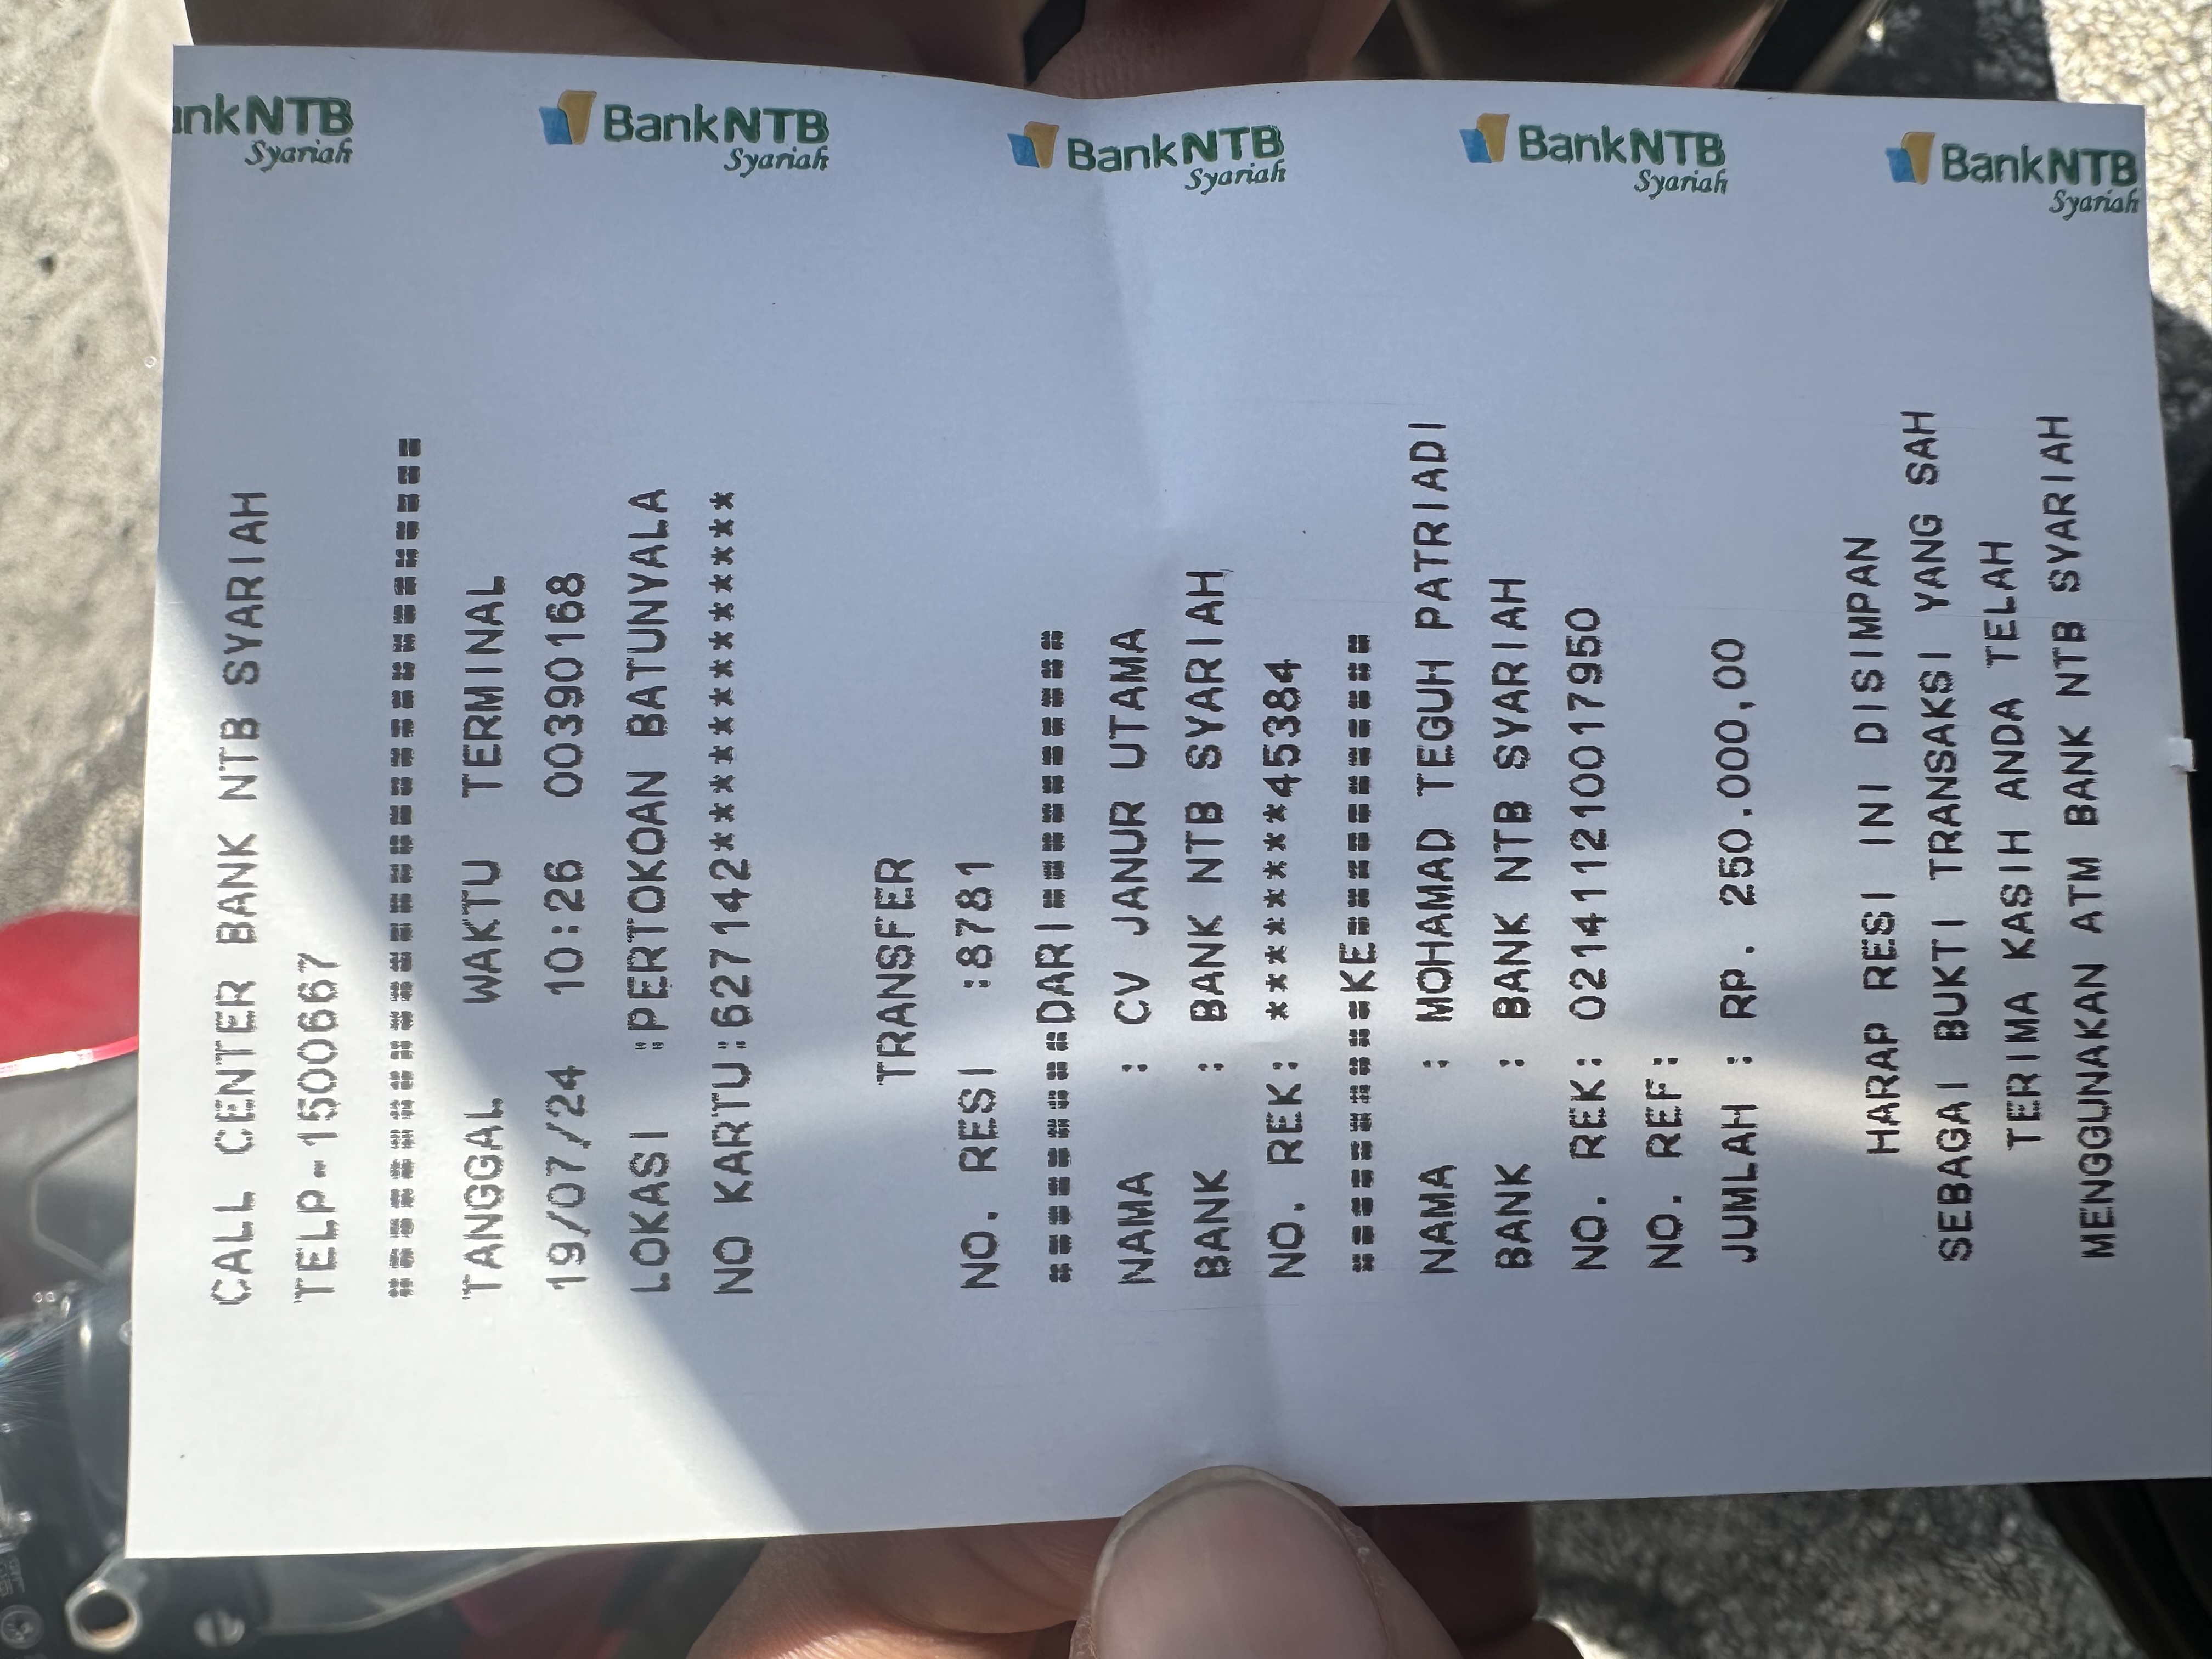 ankNTB Syariah
BankNTB Syariah
BankNTB Syariah
BankNTB Syariah
BankNTB Syariah
CALL CENTER BANK NTB SYARIAH
TELP-1500667
==============================
TANGGAL WAKTU TERMINAL
19/07/24 10:26 00390168
LOKASI :PERTOKOAN BATUNYALA
NO KARTU:627142*************
TRANSFER
NO. RESI :8781
=========DARI==========
NAMA : CV JANUR UTAMA
BANK : BANK NTB SYARIAH
NO. REK: ********45384
==========KE===========
NAMA : MOHAMAD TEGUH PATRIADI
BANK : BANK NTB SYARIAH
NO. REK: 0214112100017950
NO. REF:
JUMLAH : RP. 250.000,00
HARAP RESI INI DISIMPAN
SEBAGAI BUKTI TRANSAKSI YANG SAH
TERIMA KASIH ANDA TELAH
MENGGUNAKAN ATM BANK NTB SYARIAH